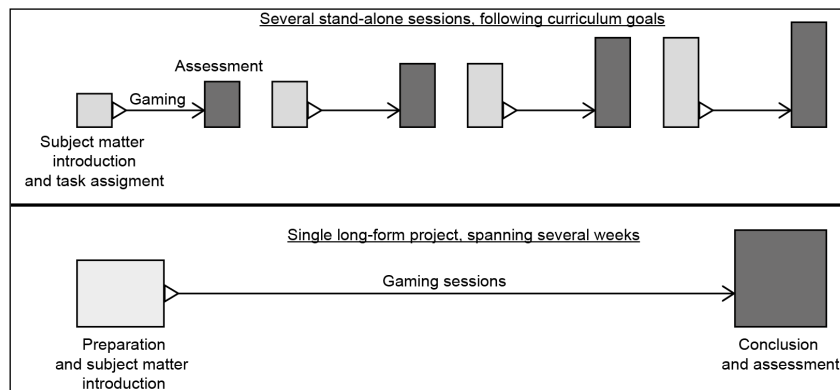 Several stand-alone sessions, following curriculum goals
Assessment
Gaming
Subject matter
introduction
and task assigment
Single long-form project, spanning several weeks
Gaming sessions
Preparation
and subject matter
introduction
Conclusion
and assessment